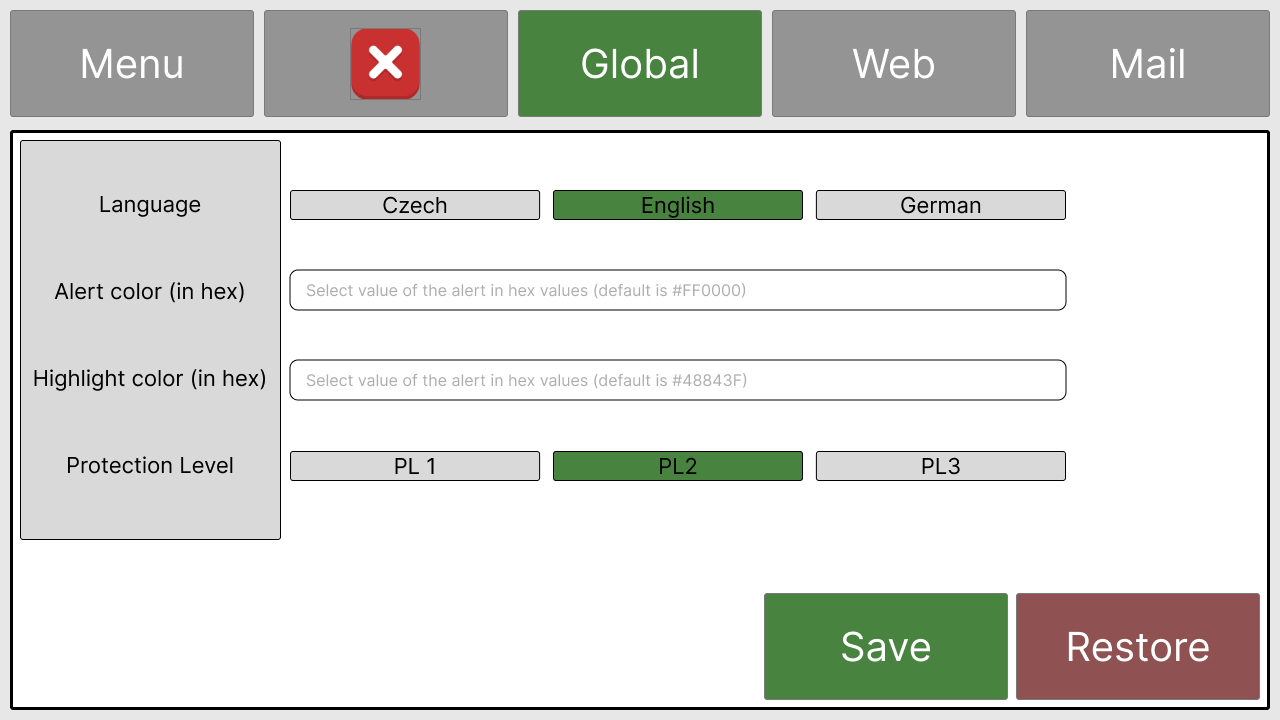 Menu
Global
Web
Mail
Language
Czech
English
German
Alert color (in hex)
Select value of the alert in hex values (default is #FF0000)
Highlight color (in hex)
Select value of the alert in hex values (default is #48843F)
Protection Level
PL 1
PL2
PL3
Save
Restore